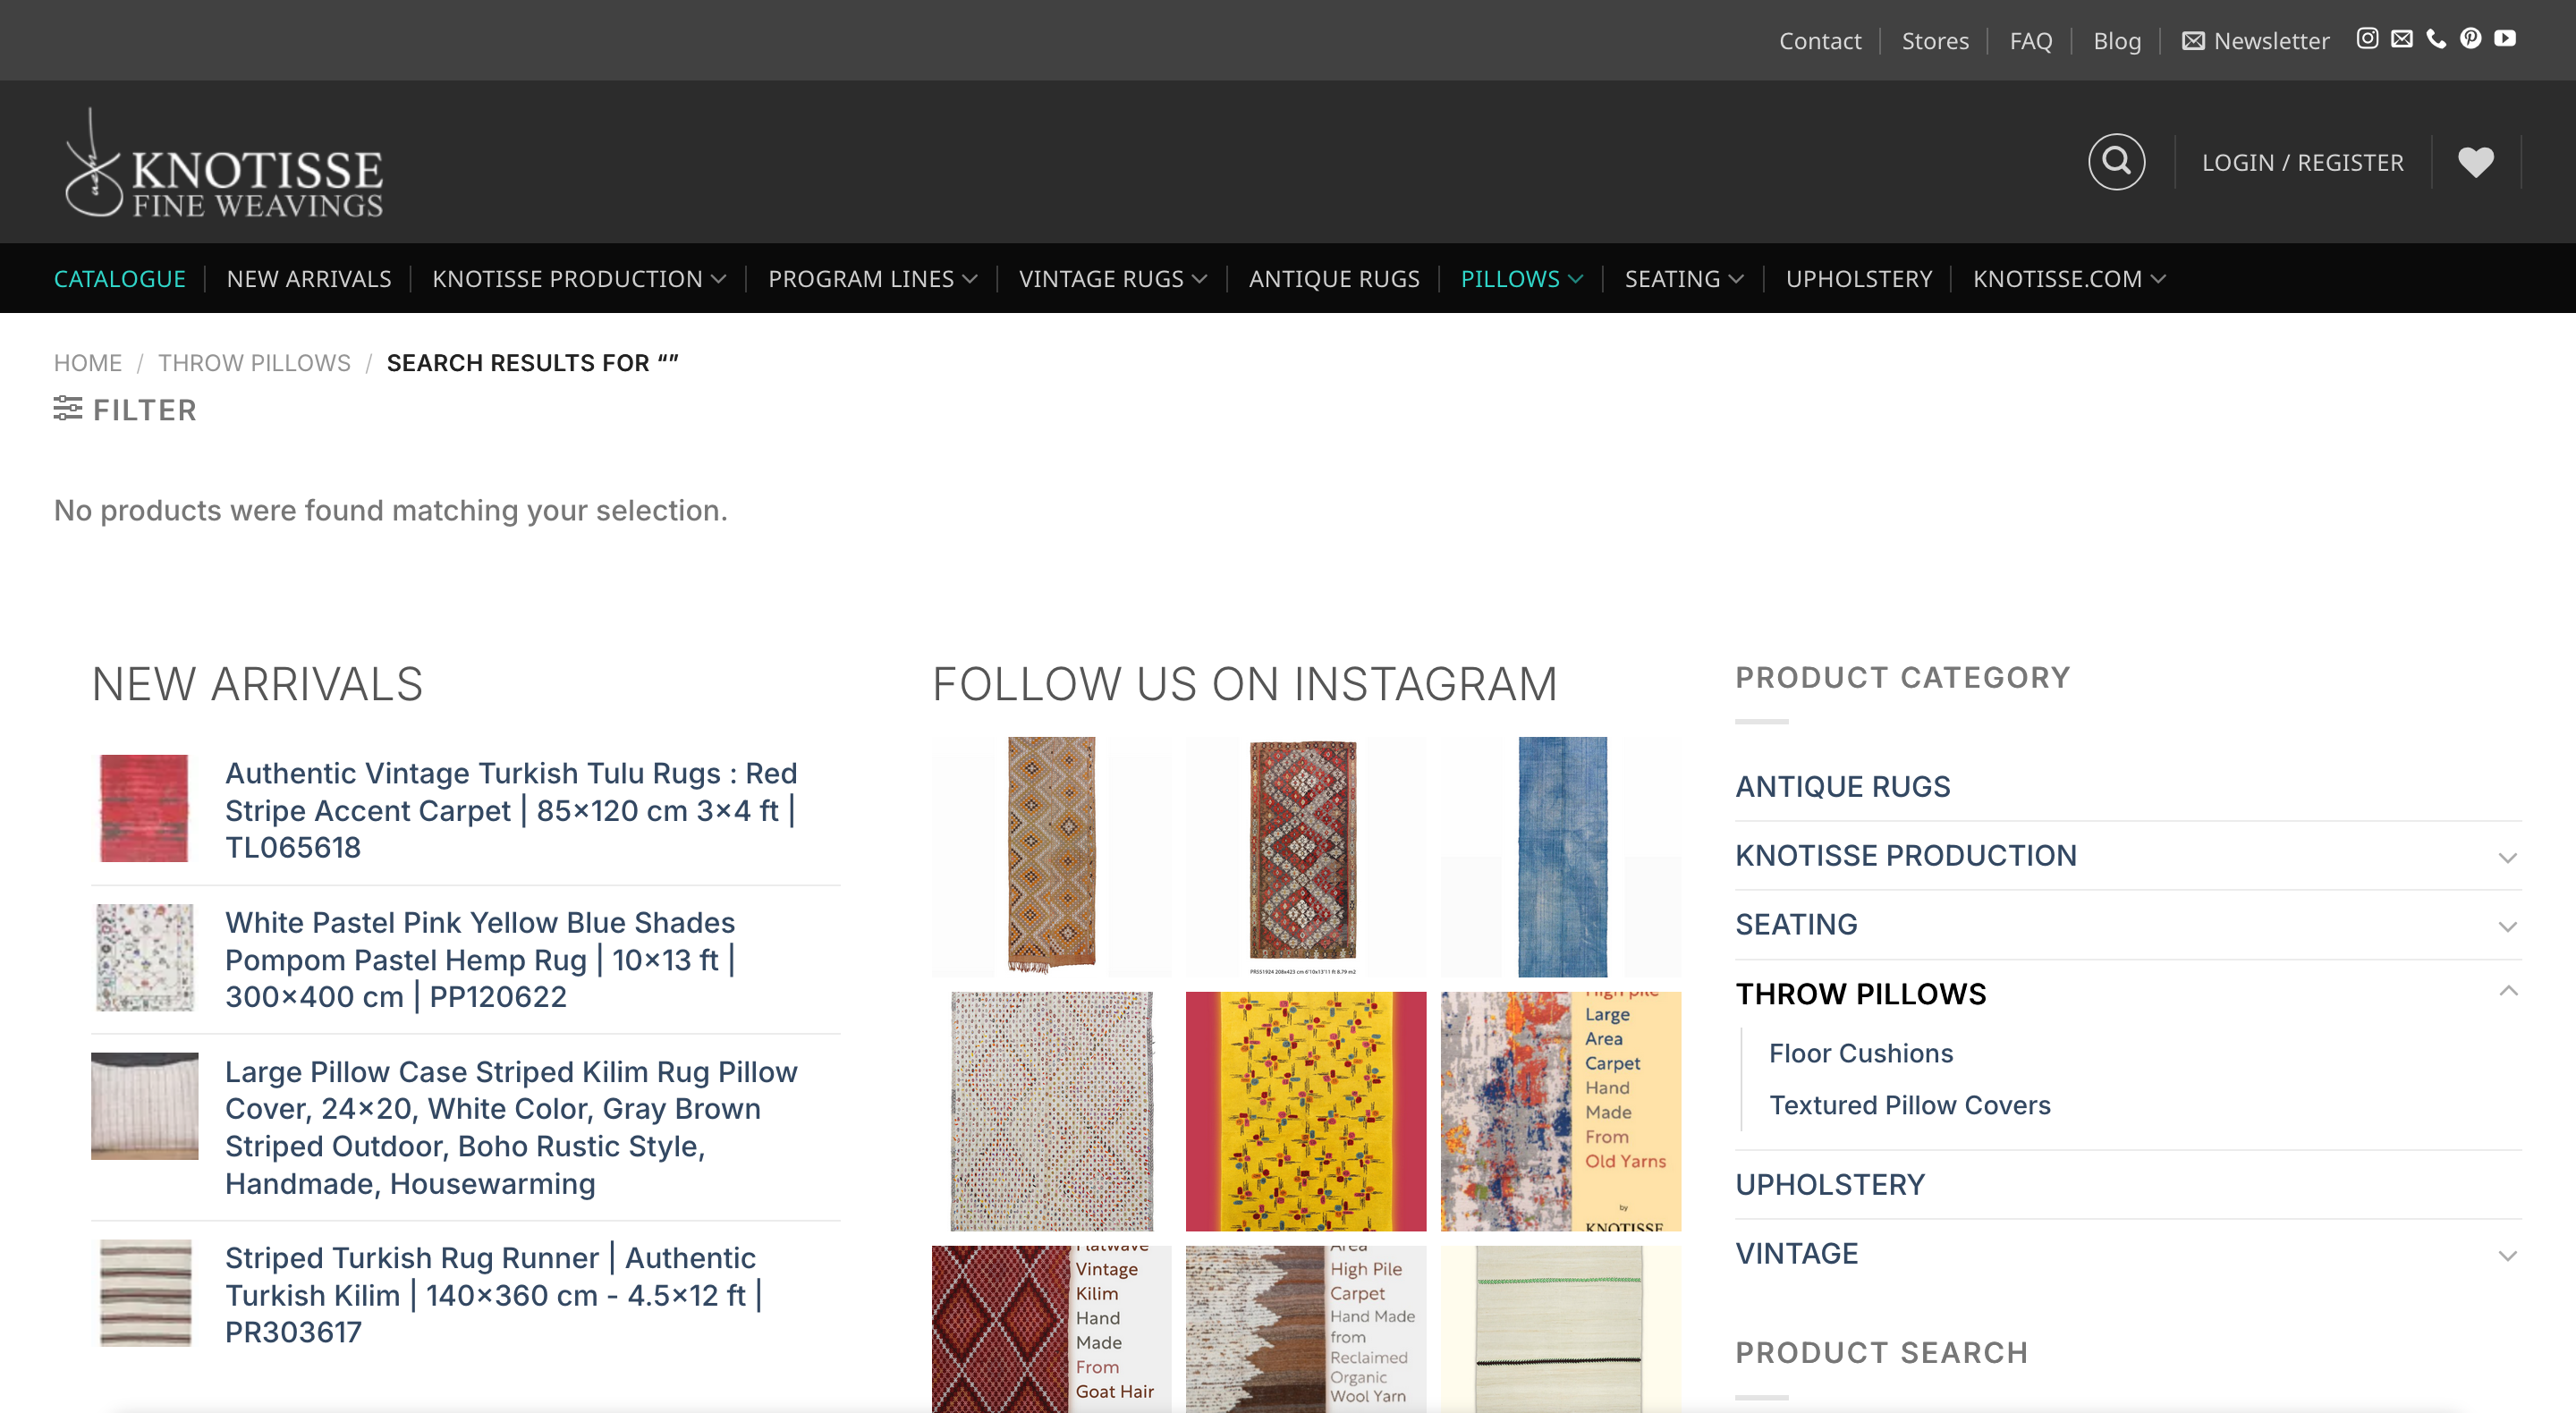 Contact
Stores
FAQ
Blog
Newsletter
KNOTISSE
FINE WEAVINGS
LOGIN / REGISTER
CATALOGUE
NEW ARRIVALS
KNOTISSE PRODUCTION
PROGRAM LINES
VINTAGE RUGS
ANTIQUE RUGS
PILLOWS
SEATING
UPHOLSTERY
KNOTISSE.COM
HOME / THROW PILLOWS / SEARCH RESULTS FOR “”
FILTER
No products were found matching your selection.
NEW ARRIVALS
Authentic Vintage Turkish Tulu Rugs : Red
Stripe Accent Carpet | 85×120 cm 3×4 ft |
TL065618
White Pastel Pink Yellow Blue Shades
Pompom Pastel Hemp Rug | 10×13 ft |
300×400 cm | PP120622
Large Pillow Case Striped Kilim Rug Pillow
Cover, 24×20, White Color, Gray Brown
Striped Outdoor, Boho Rustic Style,
Handmade, Housewarming
Striped Turkish Rug Runner | Authentic
Turkish Kilim | 140×360 cm - 4.5×12 ft |
PR303617
FOLLOW US ON INSTAGRAM
High pile
Large
Area
Carpet
Hand
Made
From
Old Yarns
by
KNOTISSE
Flatwave
Vintage
Kilim
Hand
Made
From
Goat Hair
Area
High Pile
Carpet
Hand Made
from
Reclaimed
Organic
Wool Yarn
PRODUCT CATEGORY
ANTIQUE RUGS
KNOTISSE PRODUCTION
SEATING
THROW PILLOWS
Floor Cushions
Textured Pillow Covers
UPHOLSTERY
VINTAGE
PRODUCT SEARCH